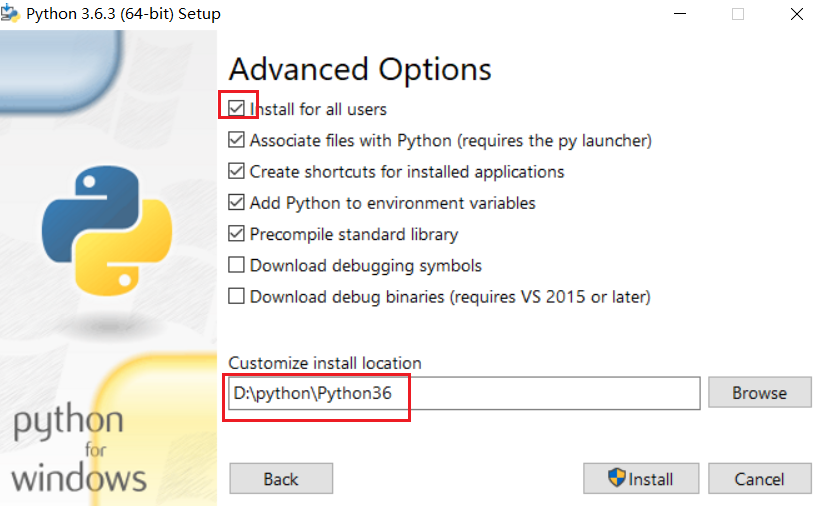 Python 3.6.3 (64-bit) Setup
Advanced Options
Install for all users
Associate files with Python (requires the py launcher)
Create shortcuts for installed applications
Add Python to environment variables
Precompile standard library
Download debugging symbols
Download debug binaries (requires VS 2015 or later)
Customize install location
D:\python\Python36
Browse
python
for
windows
Back
Install
Cancel